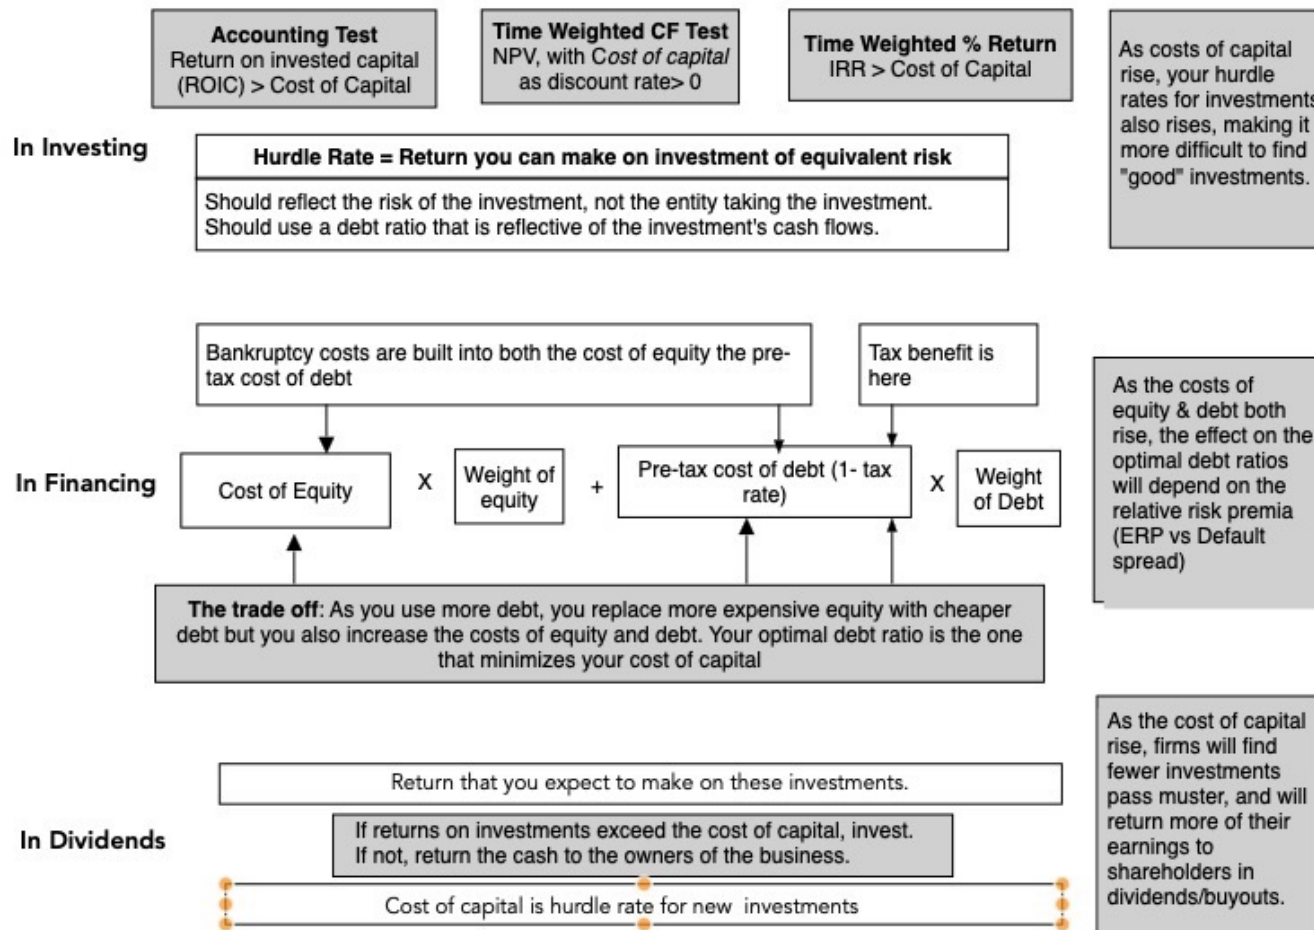 Accounting Test
Return on invested capital
(ROIC) > Cost of Capital
Time Weighted CF Test
NPV, with Cost of capital
as discount rate> 0
Time Weighted % Return
IRR > Cost of Capital
As costs of capital
rise, your hurdle
rates for investments
also rises, making it
more difficult to find
"good" investments.
In Investing
Hurdle Rate = Return you can make on investment of equivalent risk
Should reflect the risk of the investment, not the entity taking the investment.
Should use a debt ratio that is reflective of the investment's cash flows.
Bankruptcy costs are built into both the cost of equity the pre-
tax cost of debt
Tax benefit is
here
As the costs of
equity & debt both
rise, the effect on the
optimal debt ratios
will depend on the
relative risk premia
(ERP vs Default
spread)
In Financing
Cost of Equity
X
Weight of
equity
+
Pre-tax cost of debt (1- tax
rate)
X
Weight
of Debt
The trade off: As you use more debt, you replace more expensive equity with cheaper
debt but you also increase the costs of equity and debt. Your optimal debt ratio is the one
that minimizes your cost of capital
As the cost of capital
rise, firms will find
fewer investments
pass muster, and will
return more of their
earnings to
shareholders in
dividends/buyouts.
In Dividends
Return that you expect to make on these investments.
If returns on investments exceed the cost of capital, invest.
If not, return the cash to the owners of the business.
Cost of capital is hurdle rate for new investments